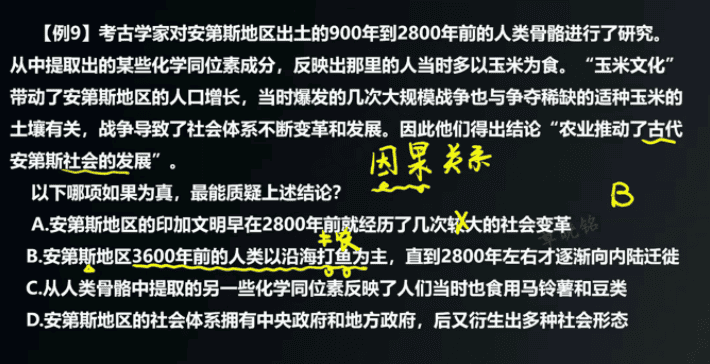 【例9】考古学家对安第斯地区出土的900年到2800年前的人类骨骼进行了研究。
从中提取出的某些化学同位素成分，反映出那里的人当时多以玉米为食。“玉米文化”
带动了安第斯地区的人口增长，当时爆发的几次大规模战争也与争夺稀缺的适种玉米的
土壤有关，战争导致了社会体系不断变革和发展。因此他们得出结论“农业推动了古代
安第斯社会的发展”。
因果关系
以下哪项如果为真，最能质疑上述结论？
B
A.安第斯地区的印加文明早在2800年前就经历了几次较大的社会变革
B.安第斯地区3600年前的人类以沿海打鱼为主，直到2800年左右才逐渐向内陆迁徙
C.从人类骨骼中提取的另一些化学同位素反映了人们当时也食用马铃薯和豆类
D.安第斯地区的社会体系拥有中央政府和地方政府，后又衍生出多种社会形态